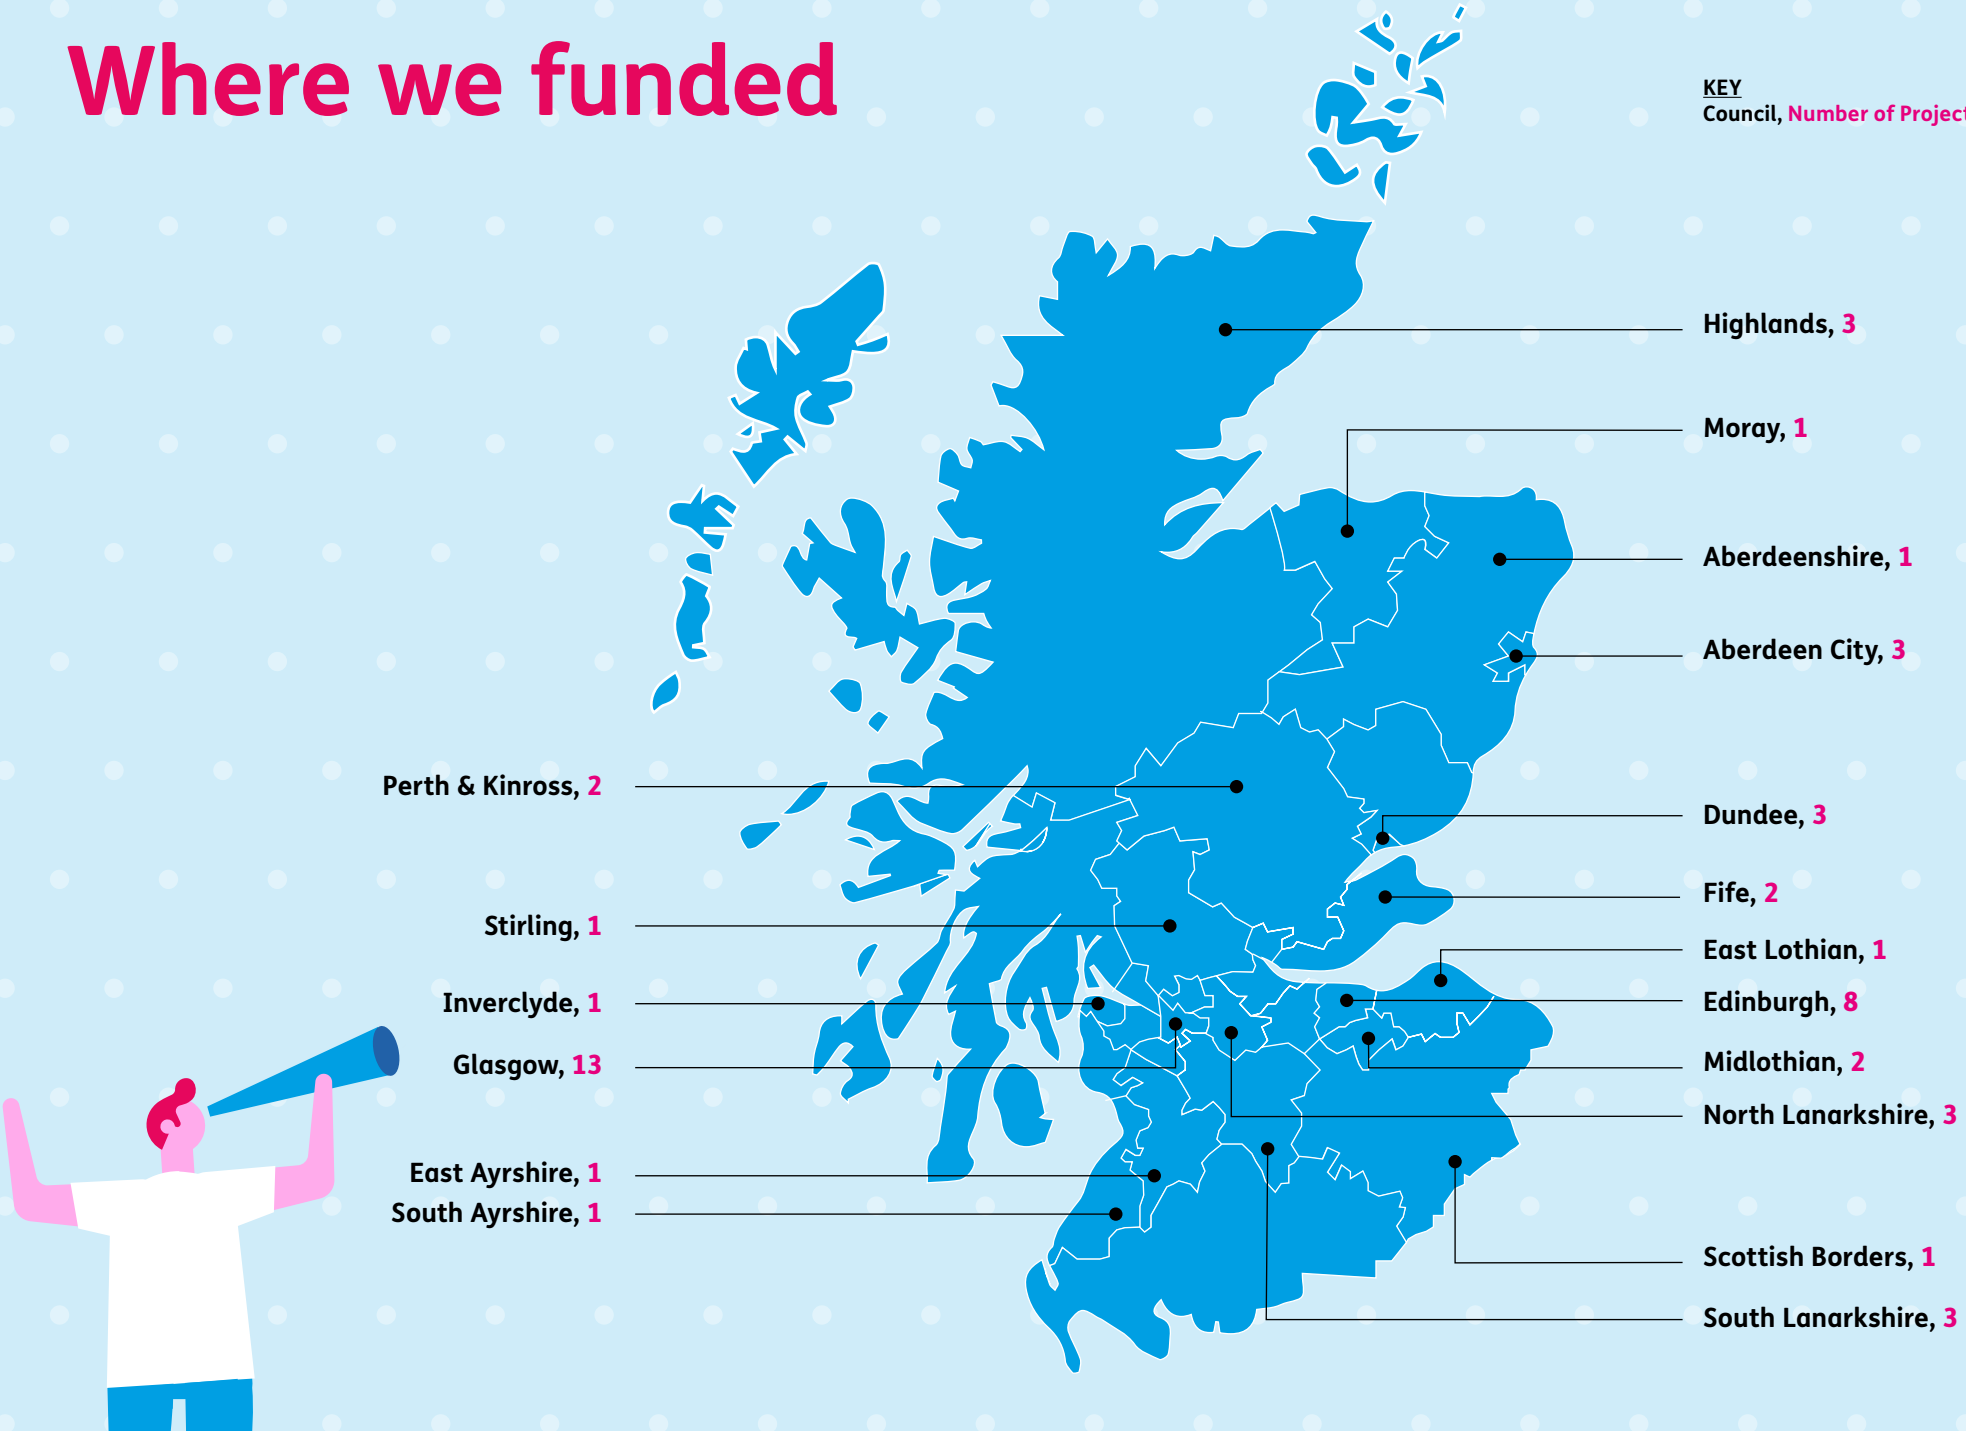 Where we funded
KEY
Council, Number of Project
Highlands, 3
Moray, 1
Aberdeenshire, 1
Aberdeen City, 3
Perth & Kinross, 2
Dundee, 3
Fife, 2
Stirling, 1
East Lothian, 1
Inverclyde, 1
Edinburgh, 8
Glasgow, 13
Midlothian, 2
North Lanarkshire, 3
East Ayrshire, 1
South Ayrshire, 1
Scottish Borders, 1
South Lanarkshire, 3